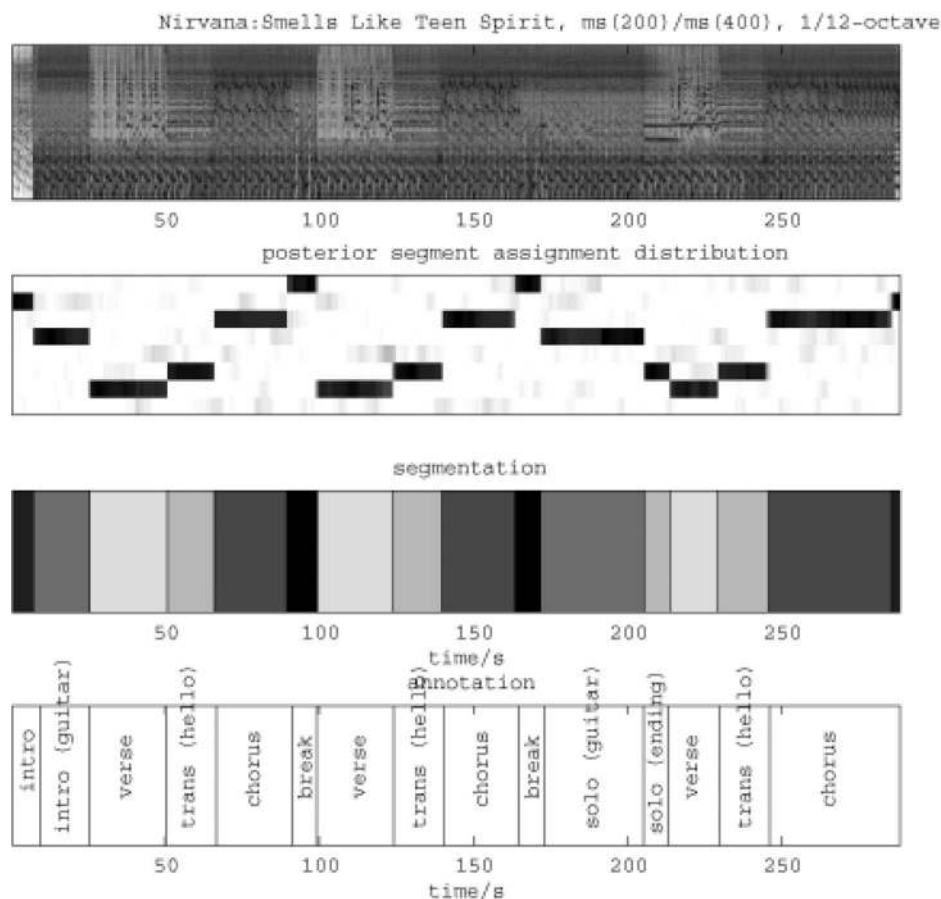 Nirvana:Smells Like Teen Spirit, ms(200)/ms(400), 1/12-octave
50 100 150 200 250
posterior segment assignment distribution
segmentation
50 100 150 200 250
time/s
annotation
intro
intro (guitar)
verse
trans (hello)
chorus
break
verse
trans (hello)
chorus
break
solo (guitar)
solo (ending)
verse
trans (hello)
chorus
50 100 150 200 250
time/s